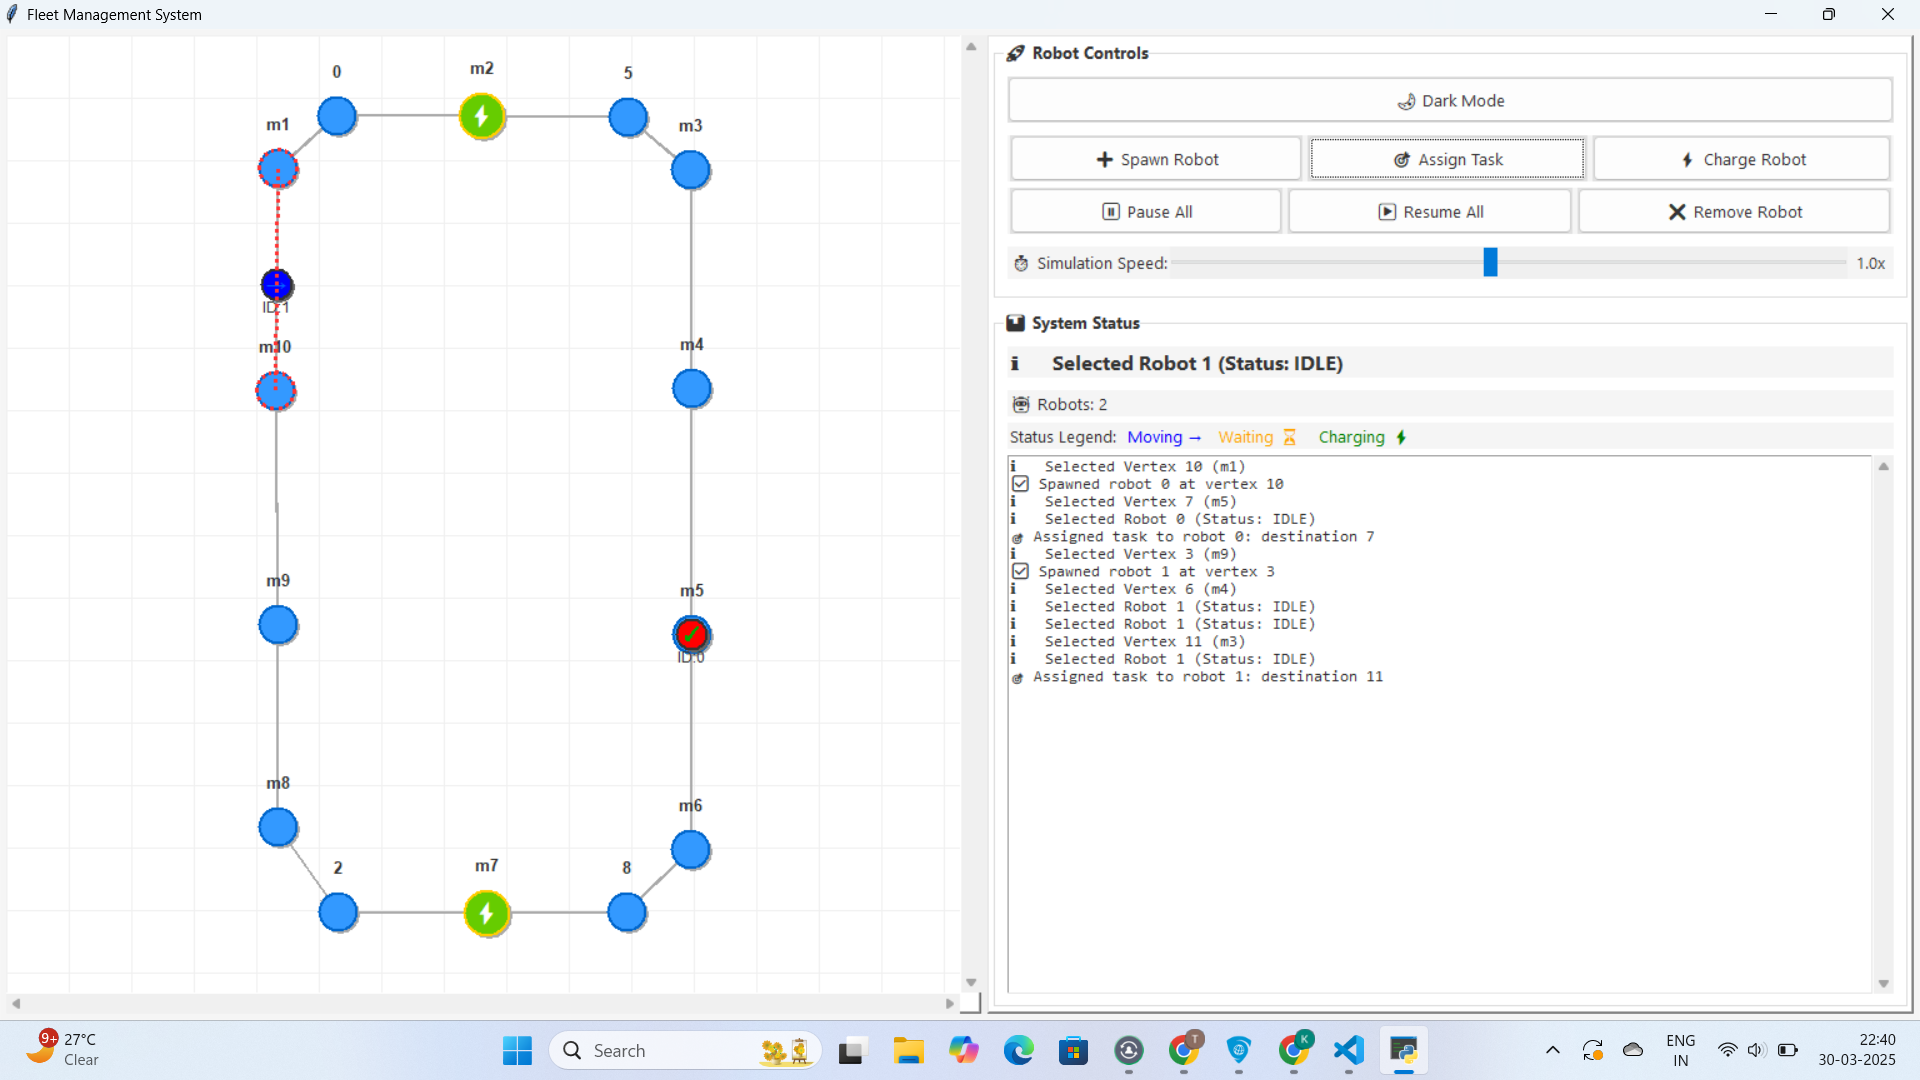 Fleet Management System
0
m2
5
m1
m3
ID:1
m10
m4
m9
m5
ID:0
m8
m6
2
m7
8
Robot Controls
Dark Mode
Spawn Robot
Assign Task
Charge Robot
Pause All
Resume All
Remove Robot
Simulation Speed:
1.0x
System Status
i Selected Robot 1 (Status: IDLE)
Robots: 2
Status Legend: Moving → Waiting Charging
i Selected Vertex 10 (m1)
Spawned robot 0 at vertex 10
i Selected Vertex 7 (m5)
i Selected Robot 0 (Status: IDLE)
Assigned task to robot 0: destination 7
i Selected Vertex 3 (m9)
Spawned robot 1 at vertex 3
i Selected Vertex 6 (m4)
i Selected Robot 1 (Status: IDLE)
i Selected Robot 1 (Status: IDLE)
i Selected Vertex 11 (m3)
i Selected Robot 1 (Status: IDLE)
Assigned task to robot 1: destination 11
9+
27°C
Clear
Search
T
K
ENG
IN
22:40
30-03-2025